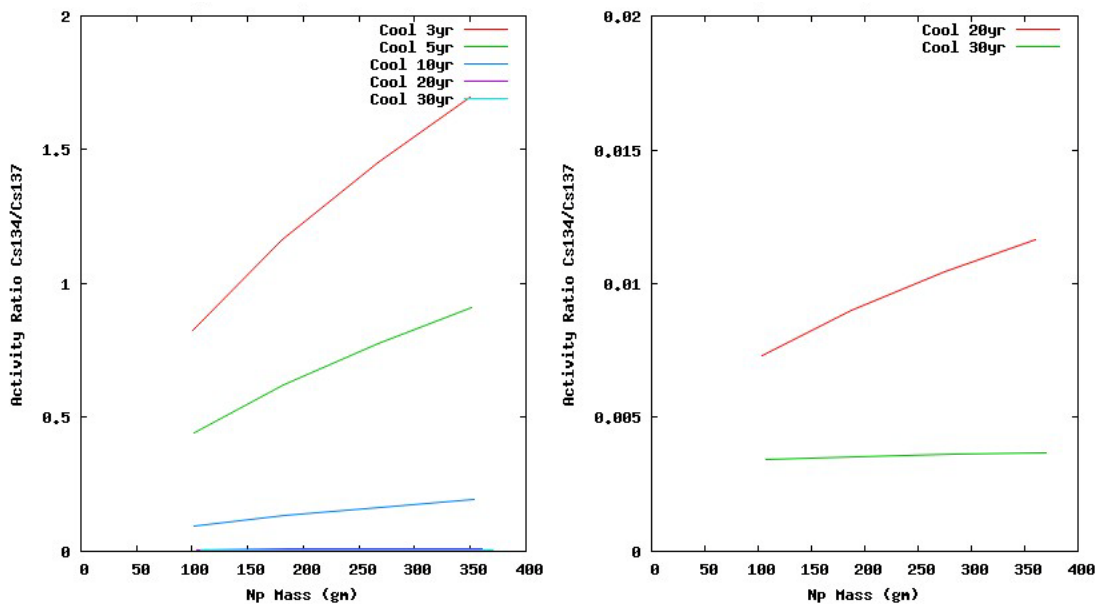 2
1.5
1
0.5
0
Activity Ratio Cs134/Cs137
Cool 3yr
Cool 5yr
Cool 10yr
Cool 20yr
Cool 30yr
0 50 100 150 200 250 300 350 400
Np Mass (gm)
0.02
0.015
0.01
0.005
0
Activity Ratio Cs134/Cs137
Cool 20yr
Cool 30yr
0 50 100 150 200 250 300 350 400
Np Mass (gm)